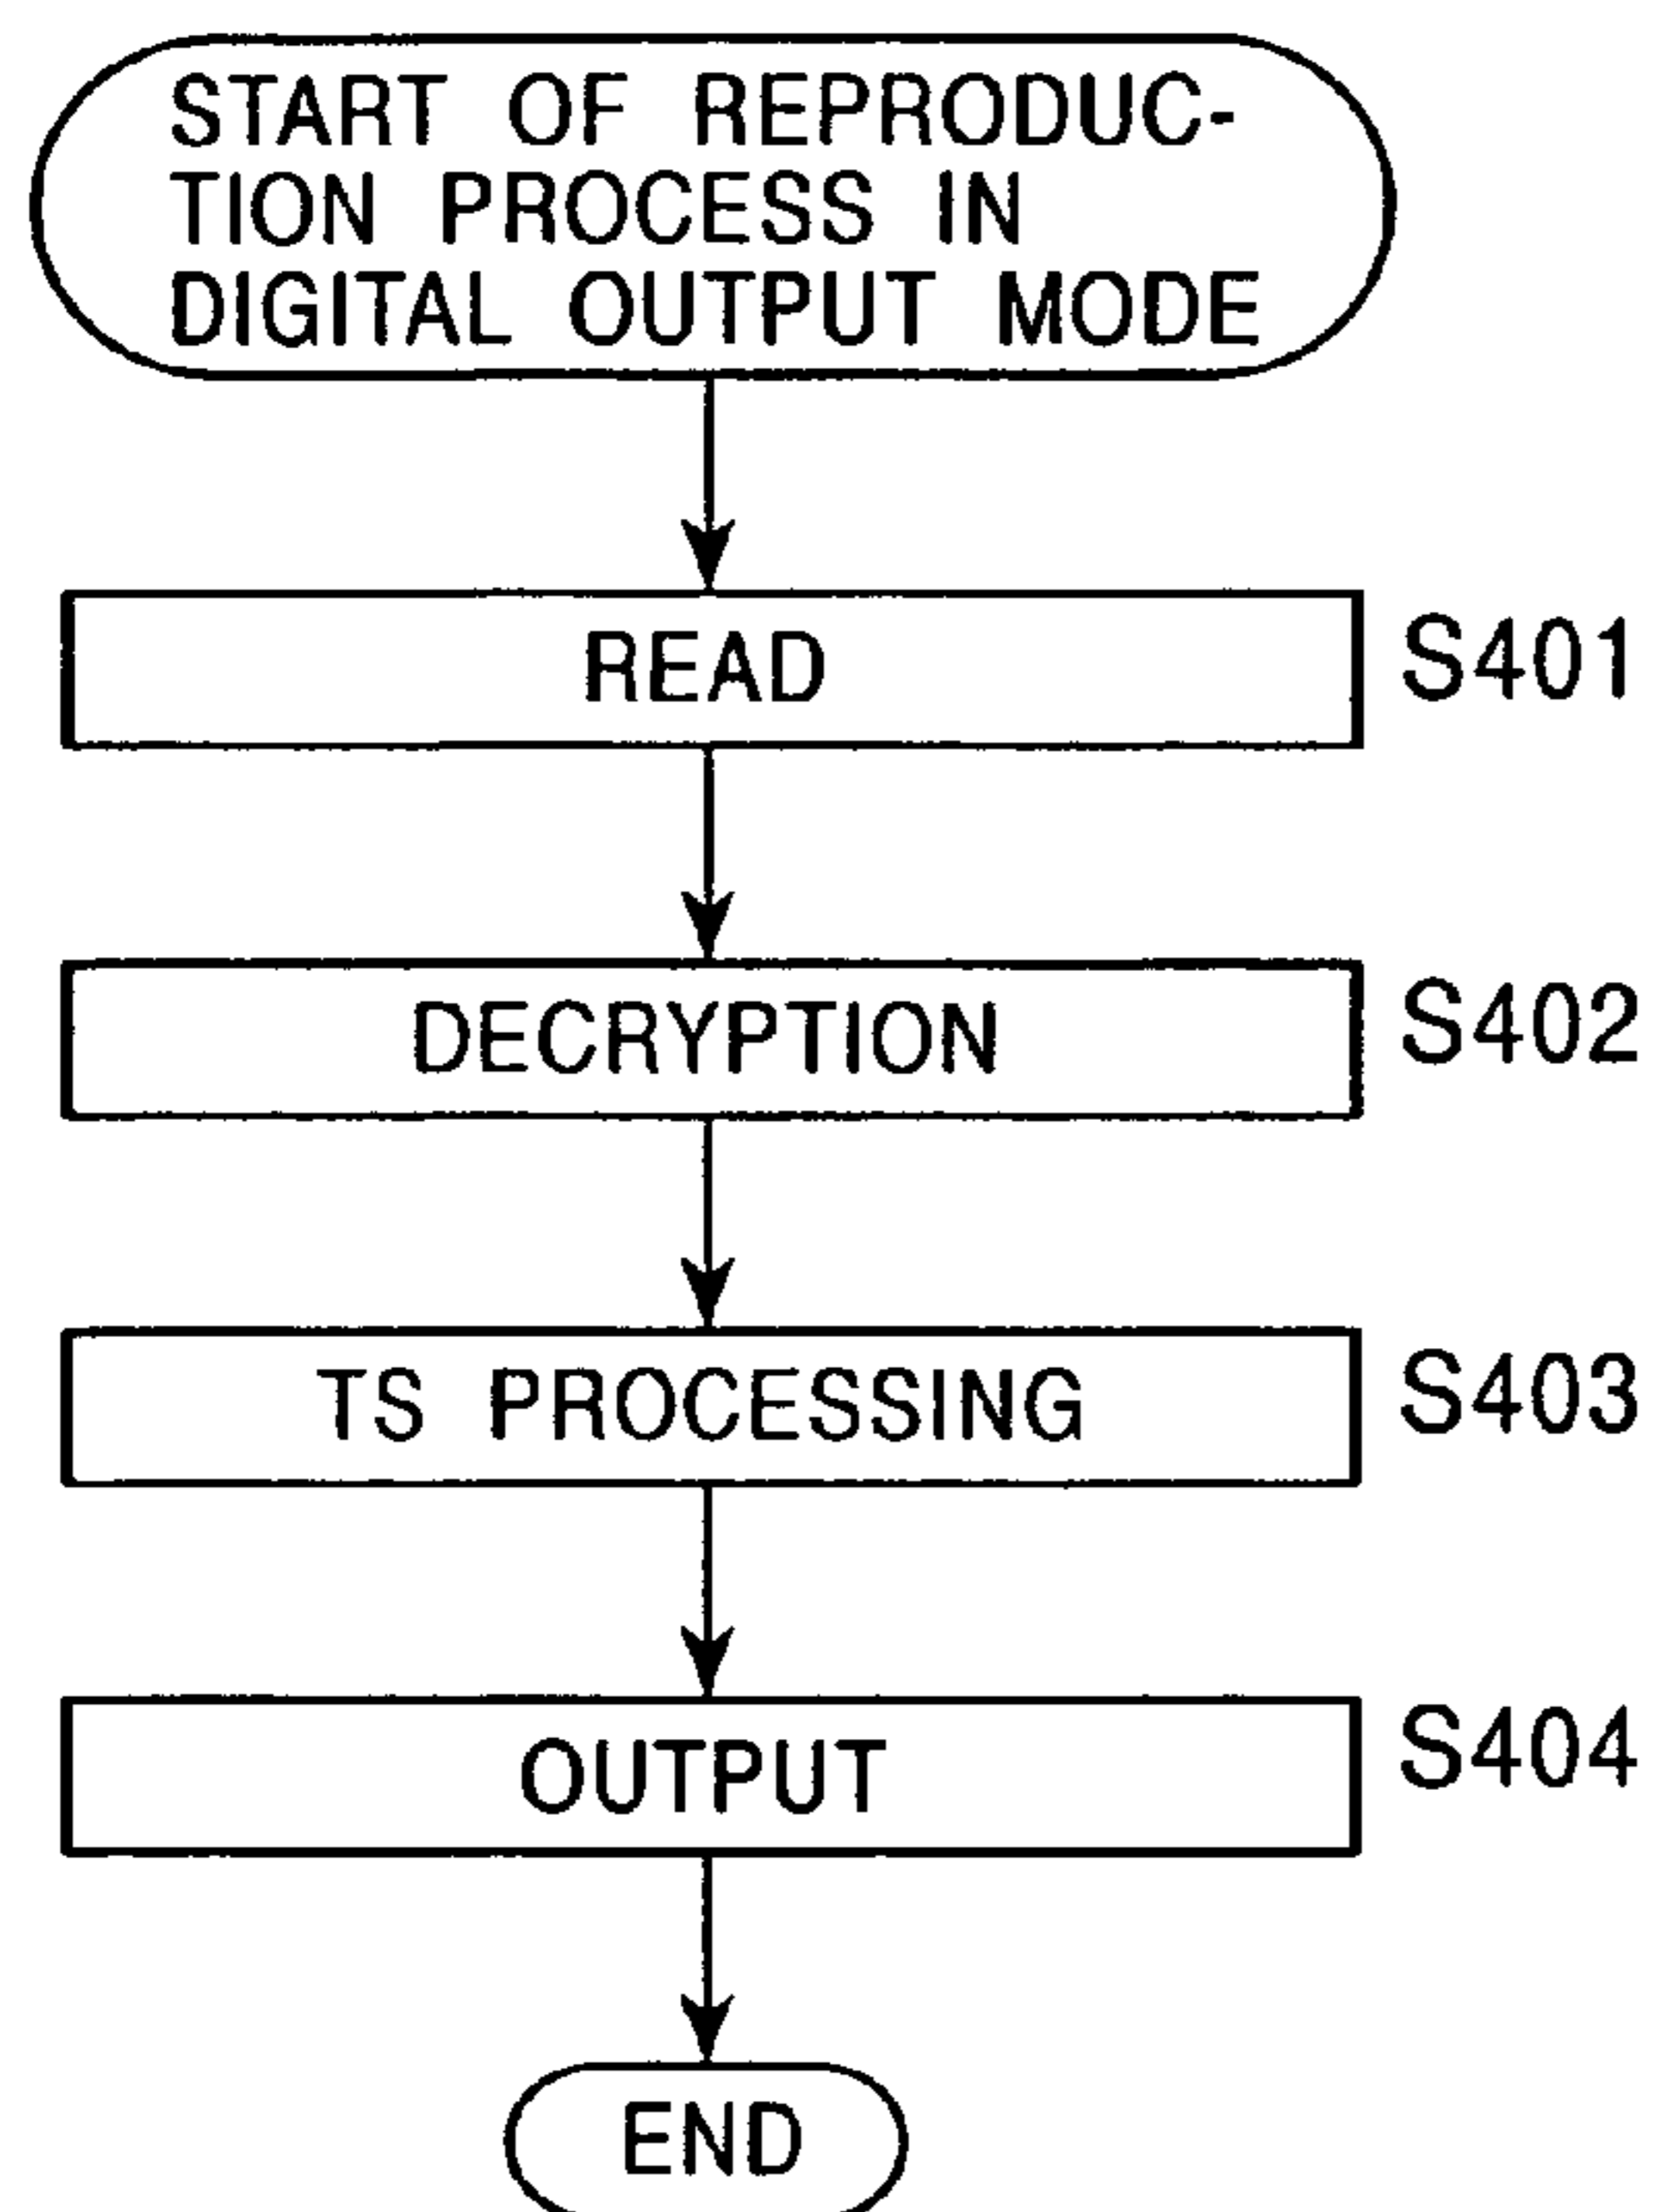 START OF REPRODUC-
TION PROCESS IN
DIGITAL OUTPUT MODE
READ S401
DECRYPTION S402
TS PROCESSING S403
OUTPUT S404
END